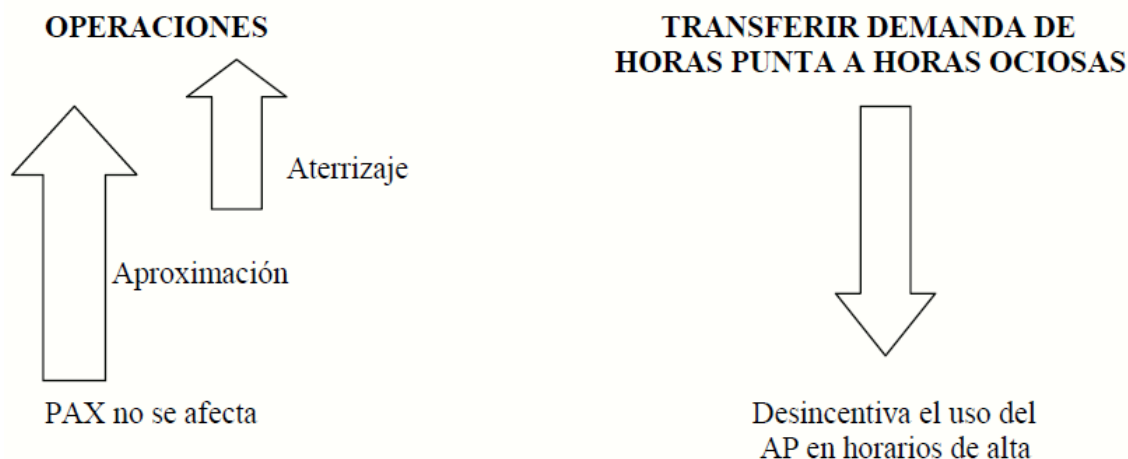 OPERACIONES
Aterrizaje
Aproximación
PAX no se afecta
TRANSFERIR DEMANDA DE
HORAS PUNTA A HORAS OCIOSAS
Desincentiva el uso del
AP en horarios de alta